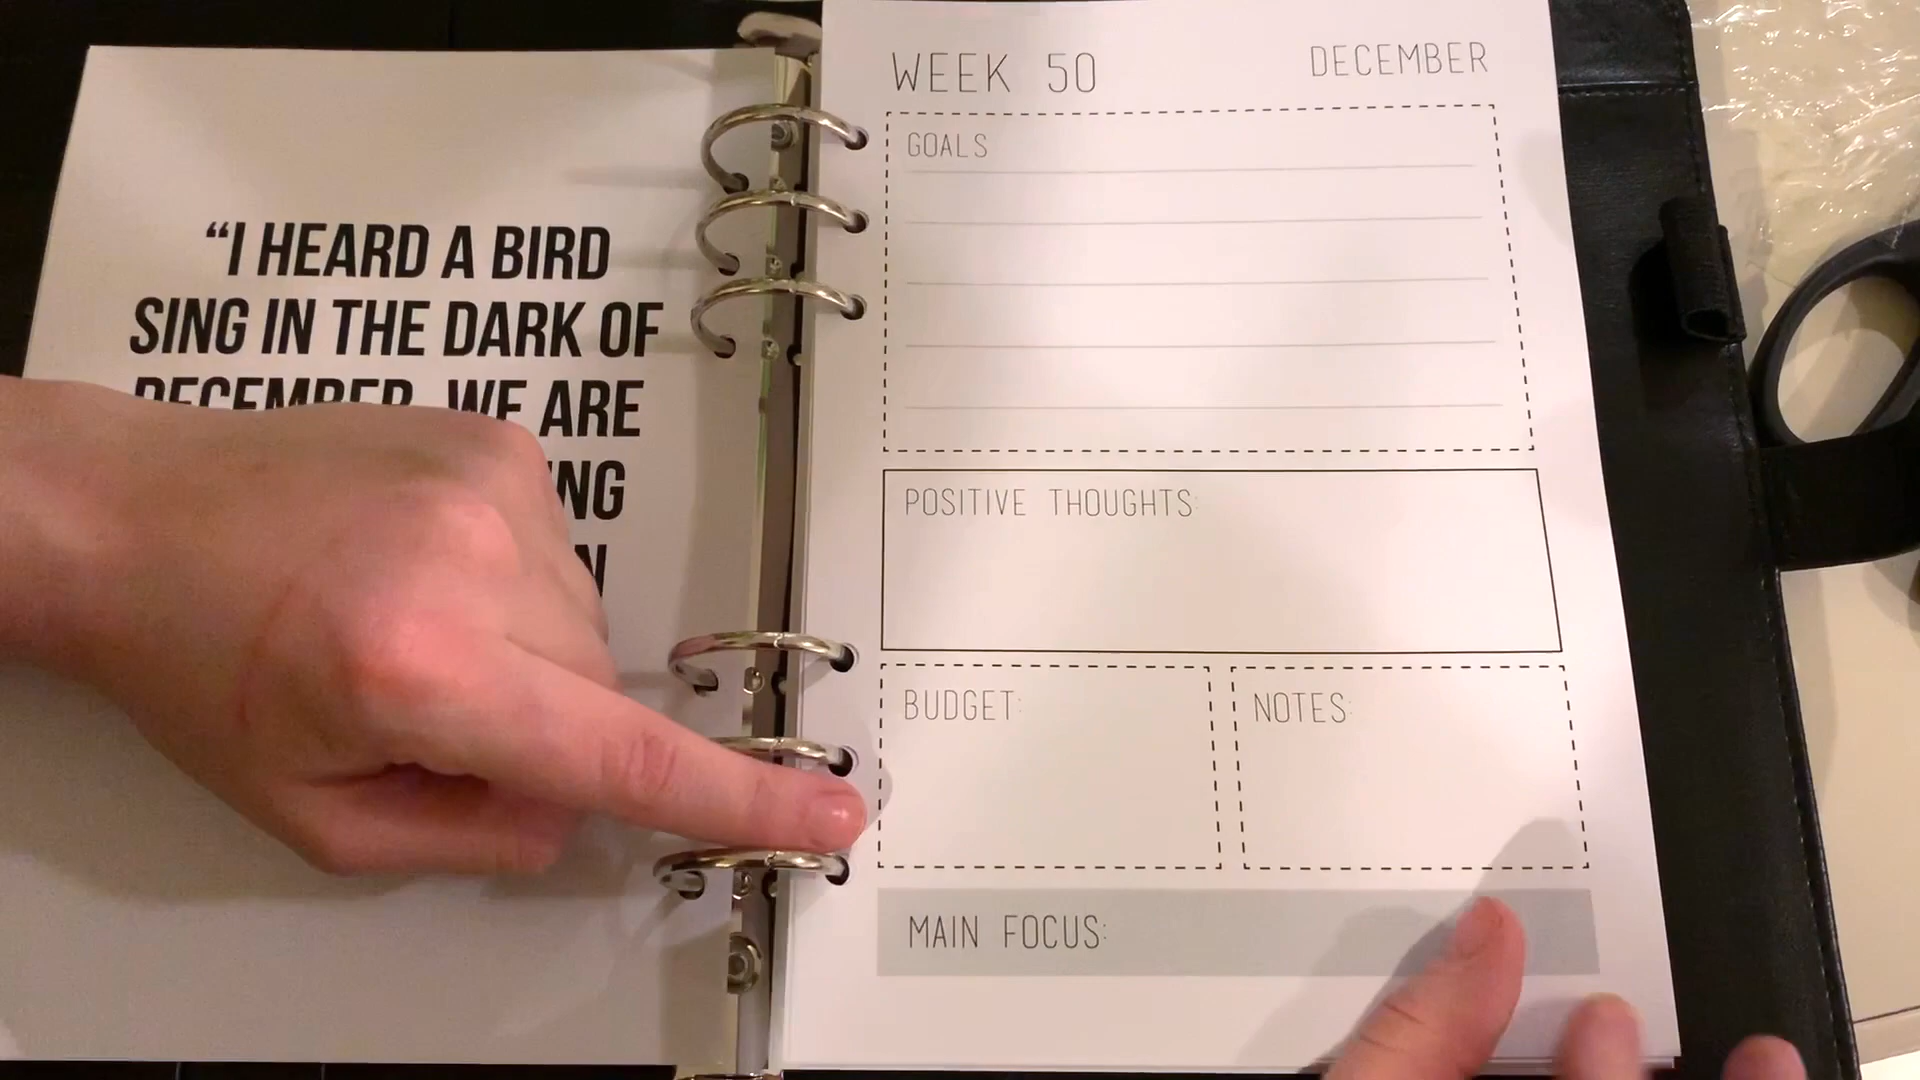 “I HEARD A BIRD
SING IN THE DARK OF
DECEMBER. WE ARE
WEEK 50
DECEMBER
GOALS
POSITIVE THOUGHTS:
BUDGET:
NOTES:
MAIN FOCUS: